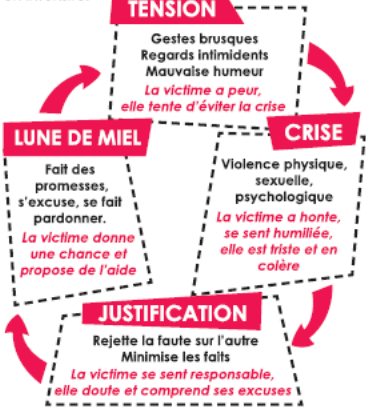 TENSION
Gestes brusques
Regards intimidents
Mauvaise humeur
La victime a peur,
elle tente d'éviter la crise
CRISE
Violence physique,
sexuelle,
psychologique
La victime a honte,
se sent humiliée,
elle est triste et en
colère
JUSTIFICATION
Rejette la faute sur l'autre
Minimise les faits
La victime se sent responsable,
elle doute et comprend ses excuses
LUNE DE MIEL
Fait des
promesses,
s'excuse, se fait
pardonner.
La victime donne
une chance et
propose de l'aide